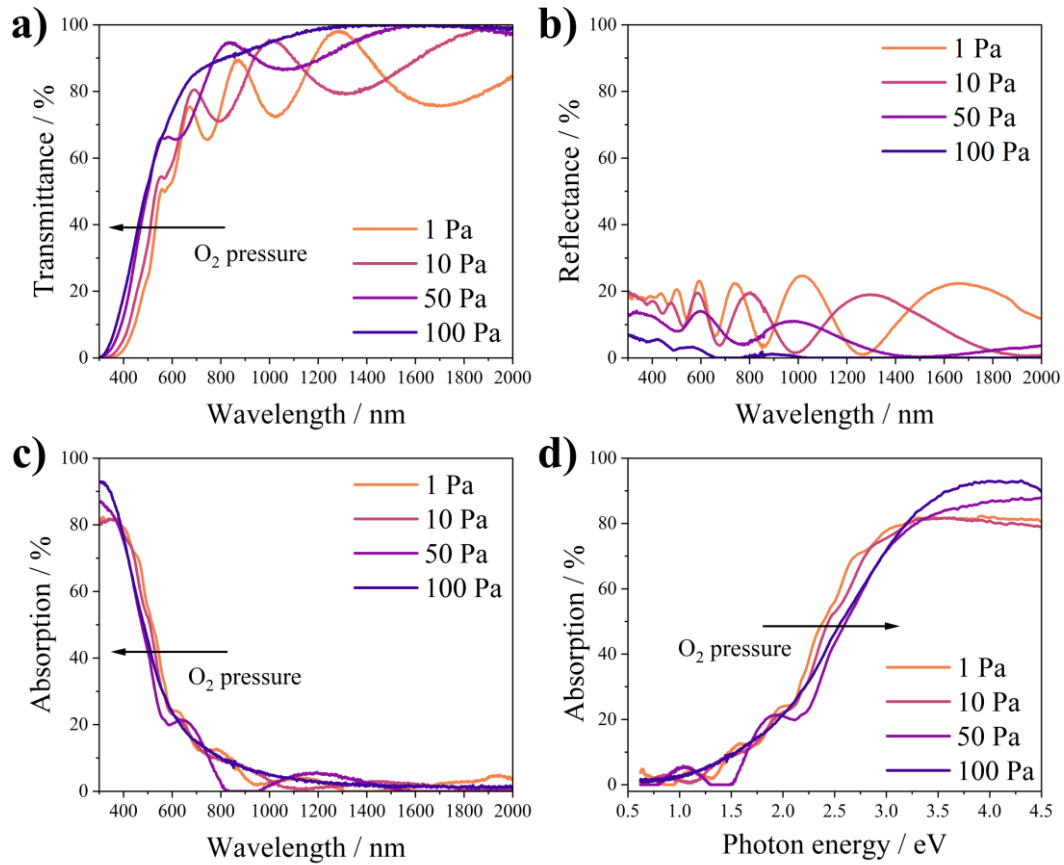 a)
Transmittance / %
100
80
60
40
20
0
O₂ pressure
1 Pa
10 Pa
50 Pa
100 Pa
400 600 800 1000 1200 1400 1600 1800 2000
Wavelength / nm
b)
Reflectance / %
100
80
60
40
20
0
1 Pa
10 Pa
50 Pa
100 Pa
400 600 800 1000 1200 1400 1600 1800 2000
Wavelength / nm
c)
Absorption / %
100
80
60
40
20
0
1 Pa
10 Pa
50 Pa
100 Pa
O₂ pressure
400 600 800 1000 1200 1400 1600 1800 2000
Wavelength / nm
d)
Absorption / %
100
80
60
40
20
0
O₂ pressure
1 Pa
10 Pa
50 Pa
100 Pa
0.5 1.0 1.5 2.0 2.5 3.0 3.5 4.0 4.5
Photon energy / eV